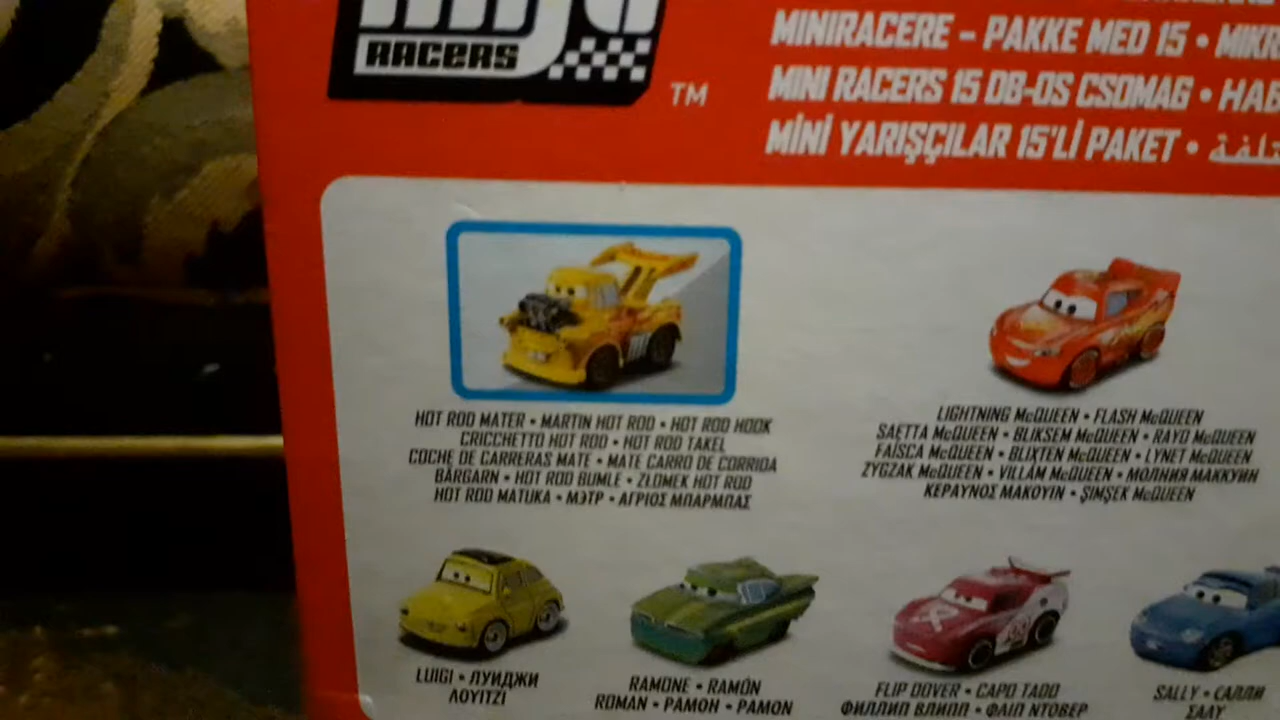 RACERS
TM
MINIRACERE – PAKKE MED 15 •
MINI RACERS 15 DB-OS CSOMAG •
MİNİ YARIŞÇILAR 15'Lİ PAKET •
HOT ROD MATER • MARTIN HOT ROD • HOT ROD HOOK
CRICCHETTO HOT ROD • HOT ROD TAKEL
COCHE DE CARRERAS MATE • MATE CARRO DE CORRIDA
BÄRGARN • HOT ROD BUMLE • ZŁOMEK HOT ROD
HOT ROD MATUKA • МЭТР • ΑΓΡΙΟΣ ΜΠΑΡΜΠΑΣ
LIGHTNING McQUEEN • FLASH McQUEEN
SAETTA McQUEEN • BLIKSEM McQUEEN • RAYO McQUEEN
FAÍSCA McQUEEN • BLIXTEN McQUEEN • LYNET McQUEEN
ZYGZAK McQUEEN • VILLÁM McQUEEN • МОЛНИЯ МАККУИН
ΚΕΡΑΥΝΟΣ ΜΑΚΟΥΙΝ • ŞİMŞEK McQUEEN
LUIGI • ЛУИДЖИ
ΛΟΥΙΤΖΙ
RAMONE • RAMÓN
ROMAN • РАМОН • ΡΑΜΟΝ
FLIP DOVER • CAPO TADO
ФИЛЛИП ВЛИПП • ΦΛΙΠ ΝΤΟΒΕΡ
SALLY • САЛЛИ
ΣΑΛΥ